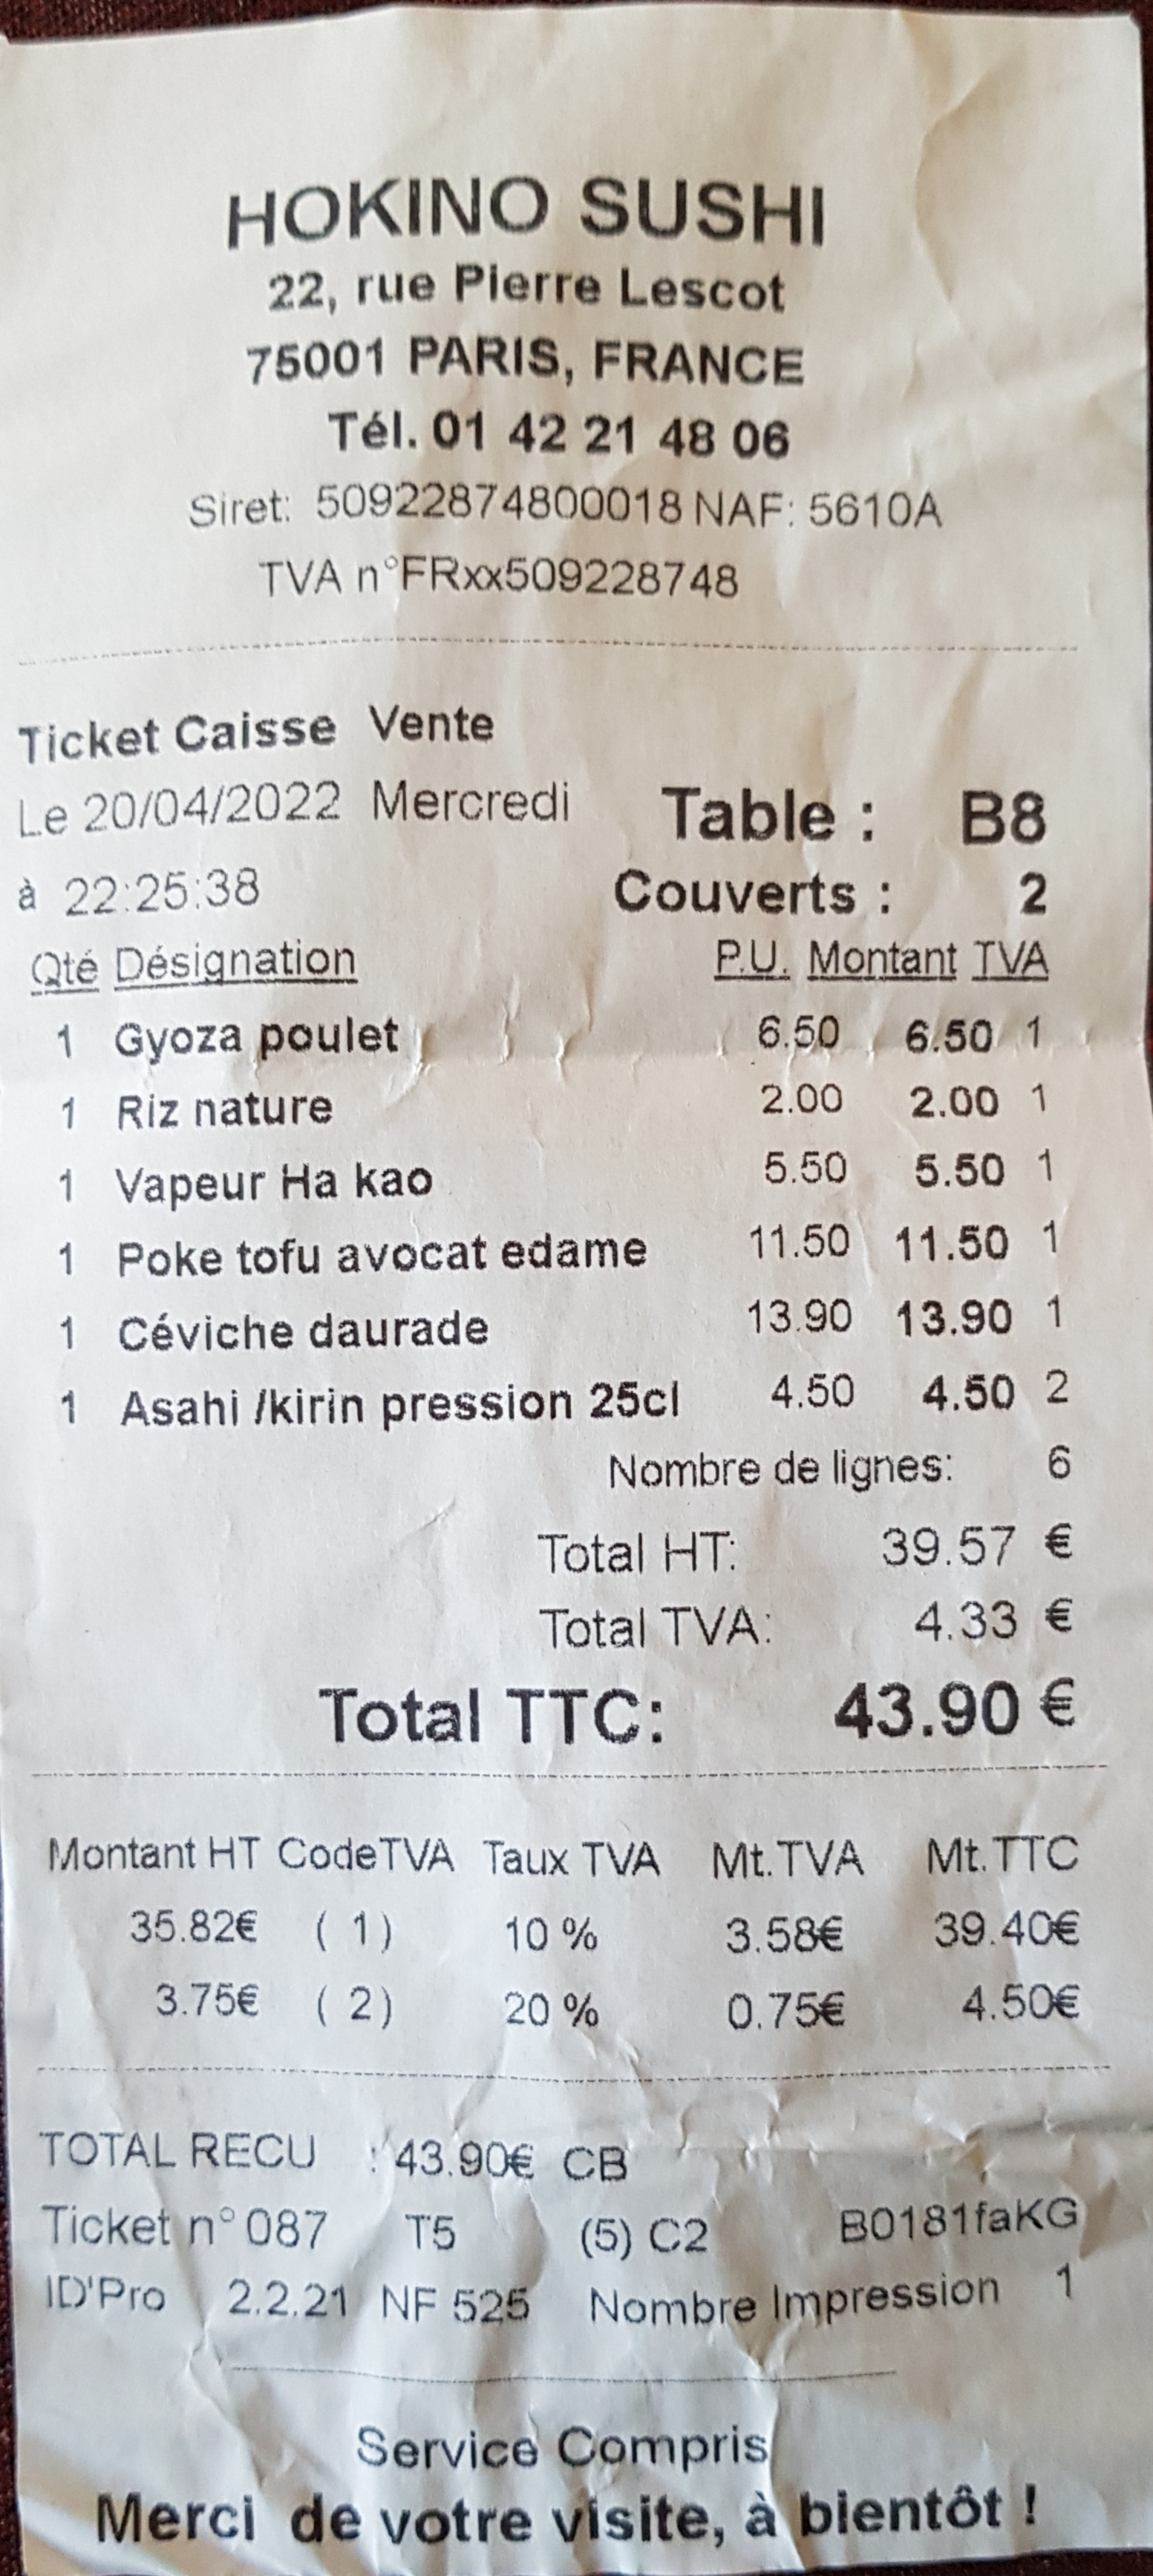 HOKINO SUSHI
22, rue Pierre Lescot
75001 PARIS, FRANCE
Tél. 01 42 21 48 06
Siret: 50922874800018 NAF: 5610A
TVA n°FRxx509228748
Ticket Caisse Vente
Le 20/04/2022 Mercredi Table : B8
à 22:25:38 Couverts : 2
Qté Désignation P.U. Montant TVA
1 Gyoza poulet 6.50 6.50 1
1 Riz nature 2.00 2.00 1
1 Vapeur Ha kao 5.50 5.50 1
1 Poke tofu avocat edame 11.50 11.50 1
1 Céviche daurade 13.90 13.90 1
1 Asahi /kirin pression 25cl 4.50 4.50 2
Nombre de lignes: 6
Total HT: 39.57 €
Total TVA: 4.33 €
Total TTC: 43.90 €
Montant HT CodeTVA Taux TVA Mt.TVA Mt.TTC
35.82€ ( 1 ) 10 % 3.58€ 39.40€
3.75€ ( 2 ) 20 % 0.75€ 4.50€
TOTAL RECU : 43.90€ CB
Ticket n° 087 T5 (5) C2 B0181faKG
ID'Pro 2.2.21 NF 525 Nombre Impression 1
Service Compris
Merci de votre visite, à bientôt !